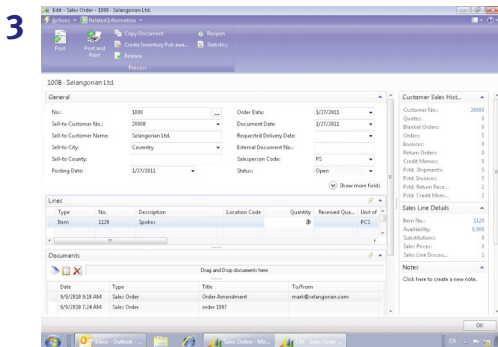 3
Edit - Sales Order - 1008 - Selangorian Ltd.
Actions Related Information
Print
Post and Print
Copy Document
Create Inventory Put-awa...
Release
Reopen
Statistics
Process
1008 - Selangorian Ltd.
General
No.: 1008
Sell-to Customer No.: 20000
Sell-to Customer Name: Selangorian Ltd.
Sell-to City: Coventry
Sell-to County:
Posting Date: 1/27/2011
Order Date: 1/27/2011
Document Date: 1/27/2011
Requested Delivery Date:
External Document No.:
Salesperson Code: PS
Status: Open
Show more fields
Lines
Type No. Description Location Code Quantity Reserved Qua... Unit of
Item 1120 Spokes PCS
Documents
Drag and Drop documents here
Date Type Title To/From
6/9/2010 8:19 AM Sales Order Order Amendment mark@selangorian.com
6/9/2010 7:24 AM Sales Order order 1007
Customer Sales Hist...
Customer No.: 20000
Quotes: 0
Blanket Orders: 0
Orders: 5
Invoices: 0
Return Orders: 0
Credit Memos: 0
Pstd. Shipments: 5
Pstd. Invoices: 5
Pstd. Return Rece... 2
Pstd. Credit Mem... 2
Sales Line Details
Item No.: 1120
Availability:
Substitutions: 0
Sales Prices: 0
Sales Line Discou... 1
Notes
Click here to create a new note.
OK
Inbox - Outlook - ...
Sales Orders - Mic...
Edit - Sales Order ...
EN